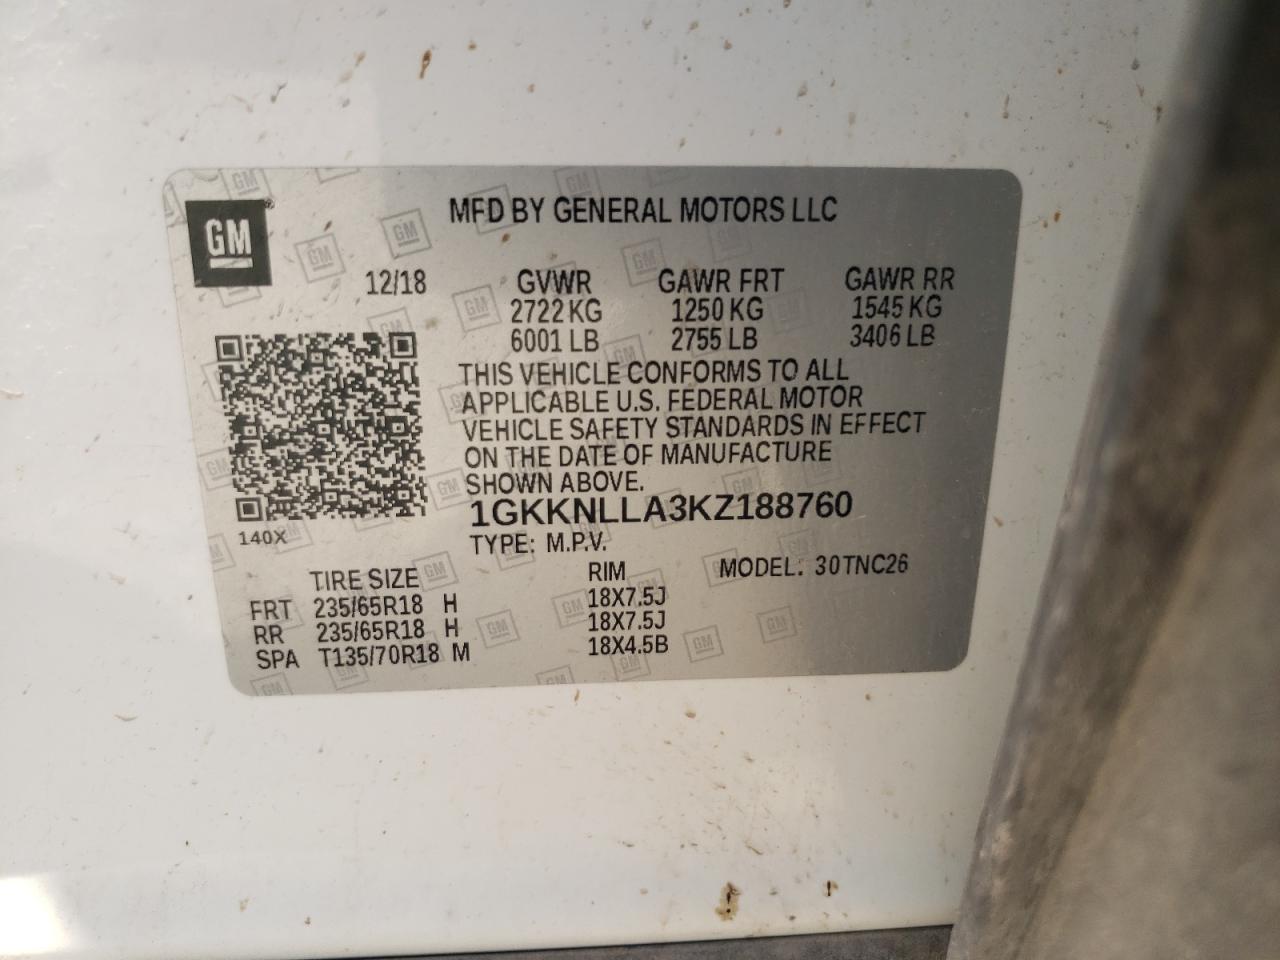 GM
MFD BY GENERAL MOTORS LLC
12/18 GVWR GAWR FRT GAWR RR
2722 KG 1250 KG 1545 KG
6001 LB 2755 LB 3406 LB
THIS VEHICLE CONFORMS TO ALL
APPLICABLE U.S. FEDERAL MOTOR
VEHICLE SAFETY STANDARDS IN EFFECT
ON THE DATE OF MANUFACTURE
SHOWN ABOVE.
1GKKNLLA3KZ188760
140X
TYPE: M.P.V.
TIRE SIZE RIM MODEL: 30TNC26
FRT 235/65R18 H 18X7.5J
RR 235/65R18 H 18X7.5J
SPA T135/70R18 M 18X4.5B